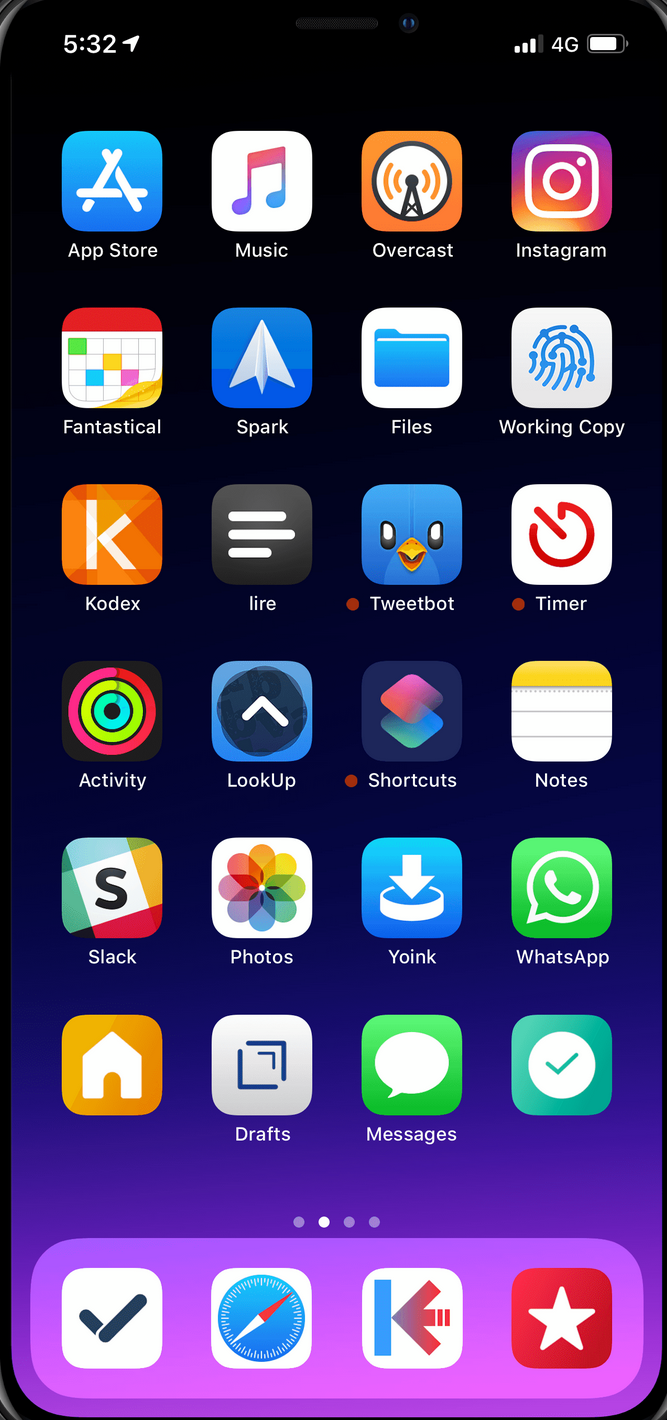 5:32 4G
App Store Music Overcast Instagram
Fantastical Spark Files Working Copy
Kodex lire Tweetbot Timer
Activity LookUp Shortcuts Notes
S
Slack Photos Yoink WhatsApp
Drafts Messages